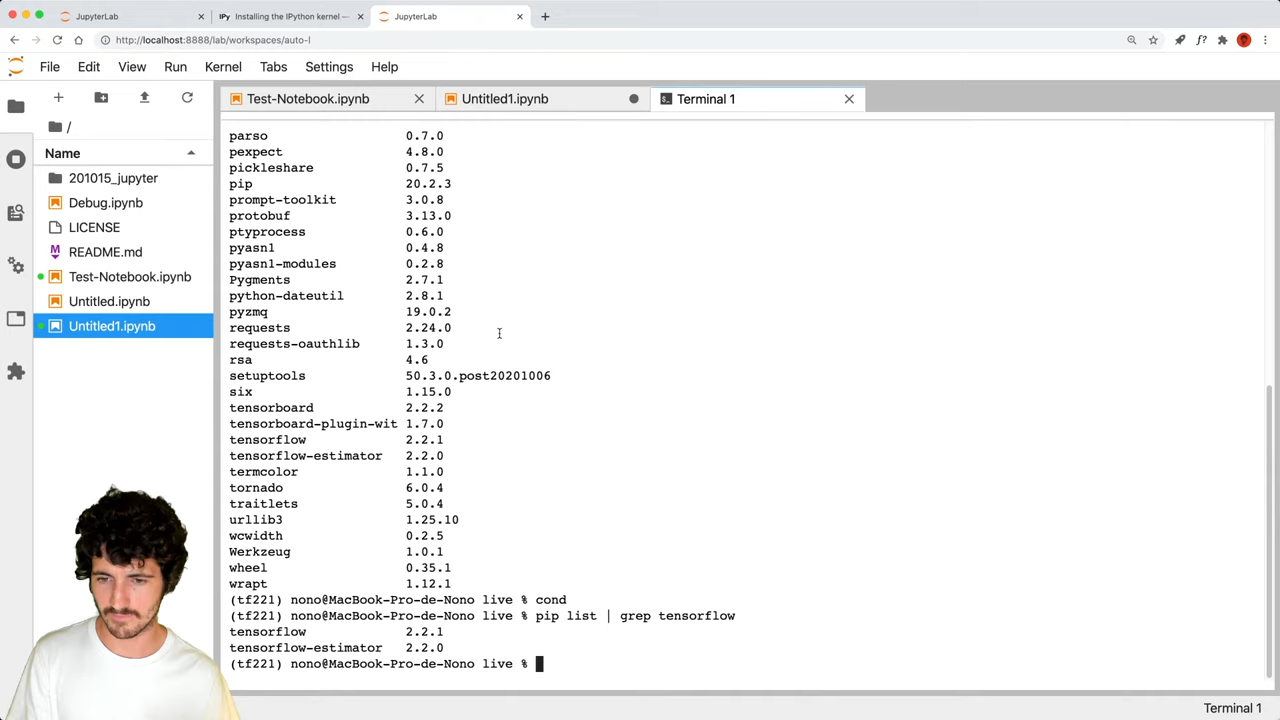 JupyterLab
IPy Installing the IPython kernel —
JupyterLab
http://localhost:8888/lab/workspaces/auto-l
f?
File Edit View Run Kernel Tabs Settings Help
Test-Notebook.ipynb
Untitled1.ipynb
Terminal 1
/
Name
201015_jupyter
Debug.ipynb
LICENSE
README.md
Test-Notebook.ipynb
Untitled.ipynb
Untitled1.ipynb
parso 0.7.0
pexpect 4.8.0
pickleshare 0.7.5
pip 20.2.3
prompt-toolkit 3.0.8
protobuf 3.13.0
ptyprocess 0.6.0
pyasn1 0.4.8
pyasn1-modules 0.2.8
Pygments 2.7.1
python-dateutil 2.8.1
pyzmq 19.0.2
requests 2.24.0
requests-oauthlib 1.3.0
rsa 4.6
setuptools 50.3.0.post20201006
six 1.15.0
tensorboard 2.2.2
tensorboard-plugin-wit 1.7.0
tensorflow 2.2.1
tensorflow-estimator 2.2.0
termcolor 1.1.0
tornado 6.0.4
traitlets 5.0.4
urllib3 1.25.10
wcwidth 0.2.5
Werkzeug 1.0.1
wheel 0.35.1
wrapt 1.12.1
(tf221) nono@MacBook-Pro-de-Nono live % cond
(tf221) nono@MacBook-Pro-de-Nono live % pip list | grep tensorflow
tensorflow 2.2.1
tensorflow-estimator 2.2.0
(tf221) nono@MacBook-Pro-de-Nono live %
Terminal 1